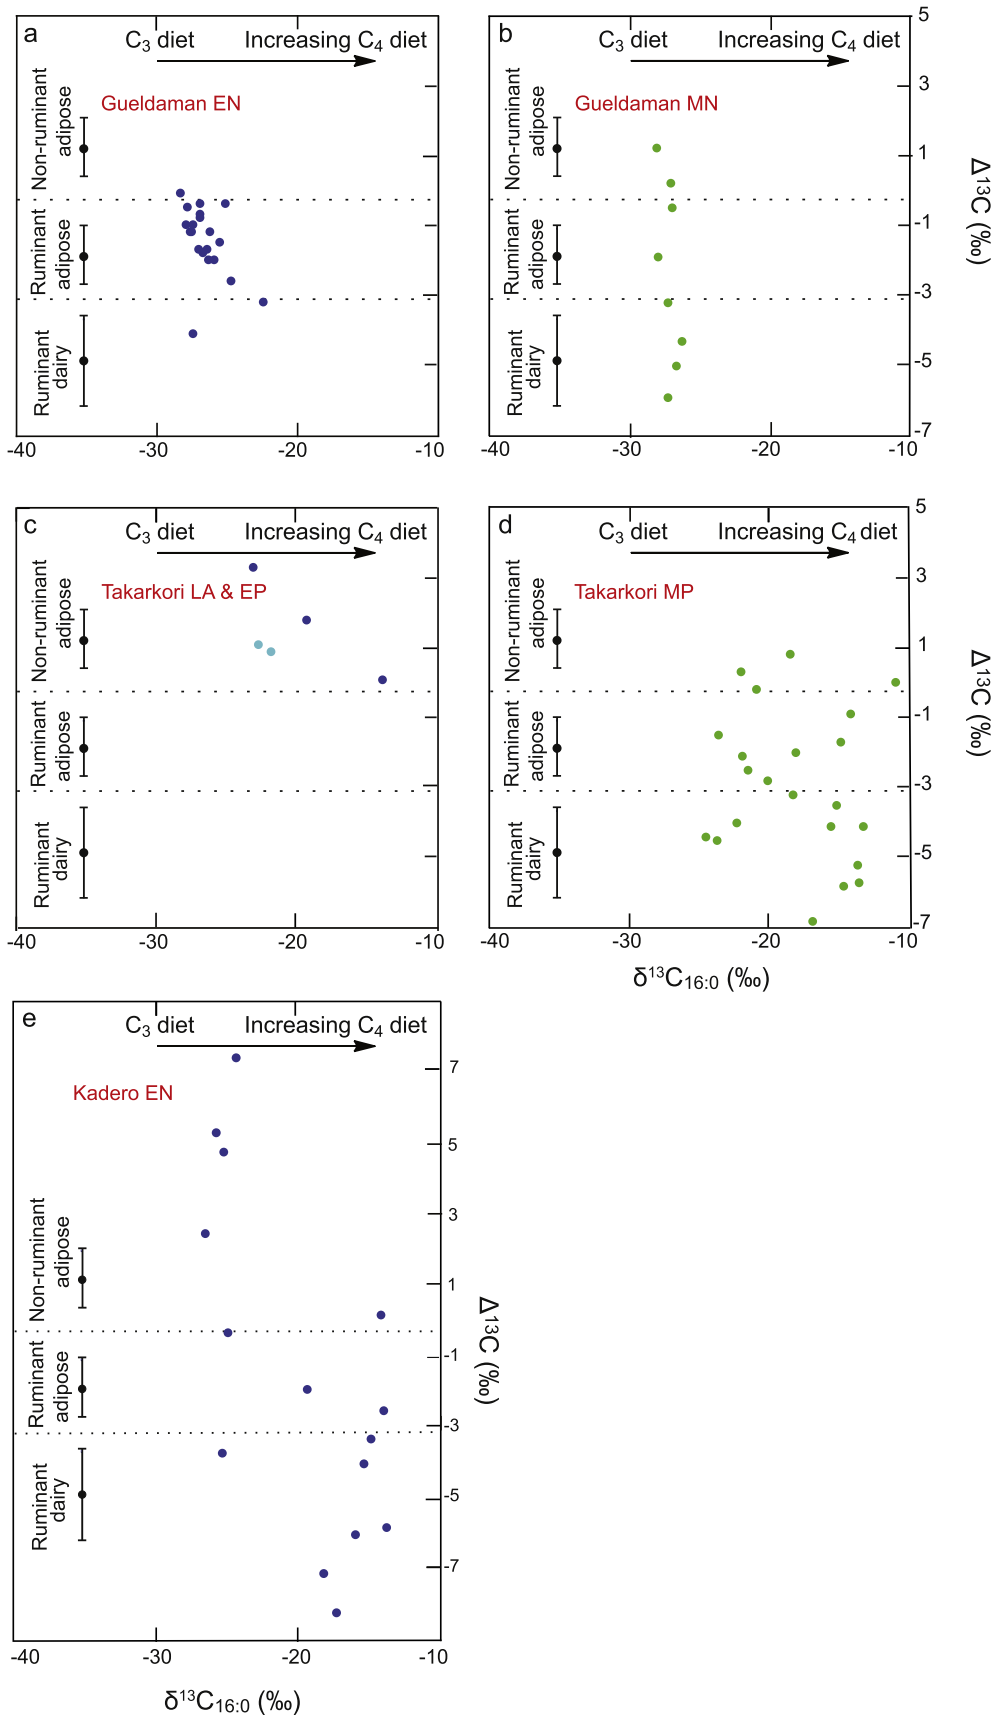 a
C3 diet
Increasing C4 diet
Gueldaman EN
Non-ruminant
adipose
Ruminant
adipose
Ruminant
dairy
-40
-30
-20
-10
b
C3 diet
Increasing C4 diet
Gueldaman MN
Non-ruminant
adipose
Ruminant
adipose
Ruminant
dairy
5
3
1
-1
-3
-5
-7
Δ13C (‰)
-40
-30
-20
-10
c
C3 diet
Increasing C4 diet
Takarkori LA & EP
Non-ruminant
adipose
Ruminant
adipose
Ruminant
dairy
-40
-30
-20
-10
d
C3 diet
Increasing C4 diet
Takarkori MP
Non-ruminant
adipose
Ruminant
adipose
Ruminant
dairy
5
3
1
-1
-3
-5
-7
Δ13C (‰)
-40
-30
-20
-10
δ13C16:0 (‰)
e
C3 diet
Increasing C4 diet
Kadero EN
Non-ruminant
adipose
Ruminant
adipose
Ruminant
dairy
7
5
3
1
-1
-3
-5
-7
Δ13C (‰)
-40
-30
-20
-10
δ13C16:0 (‰)